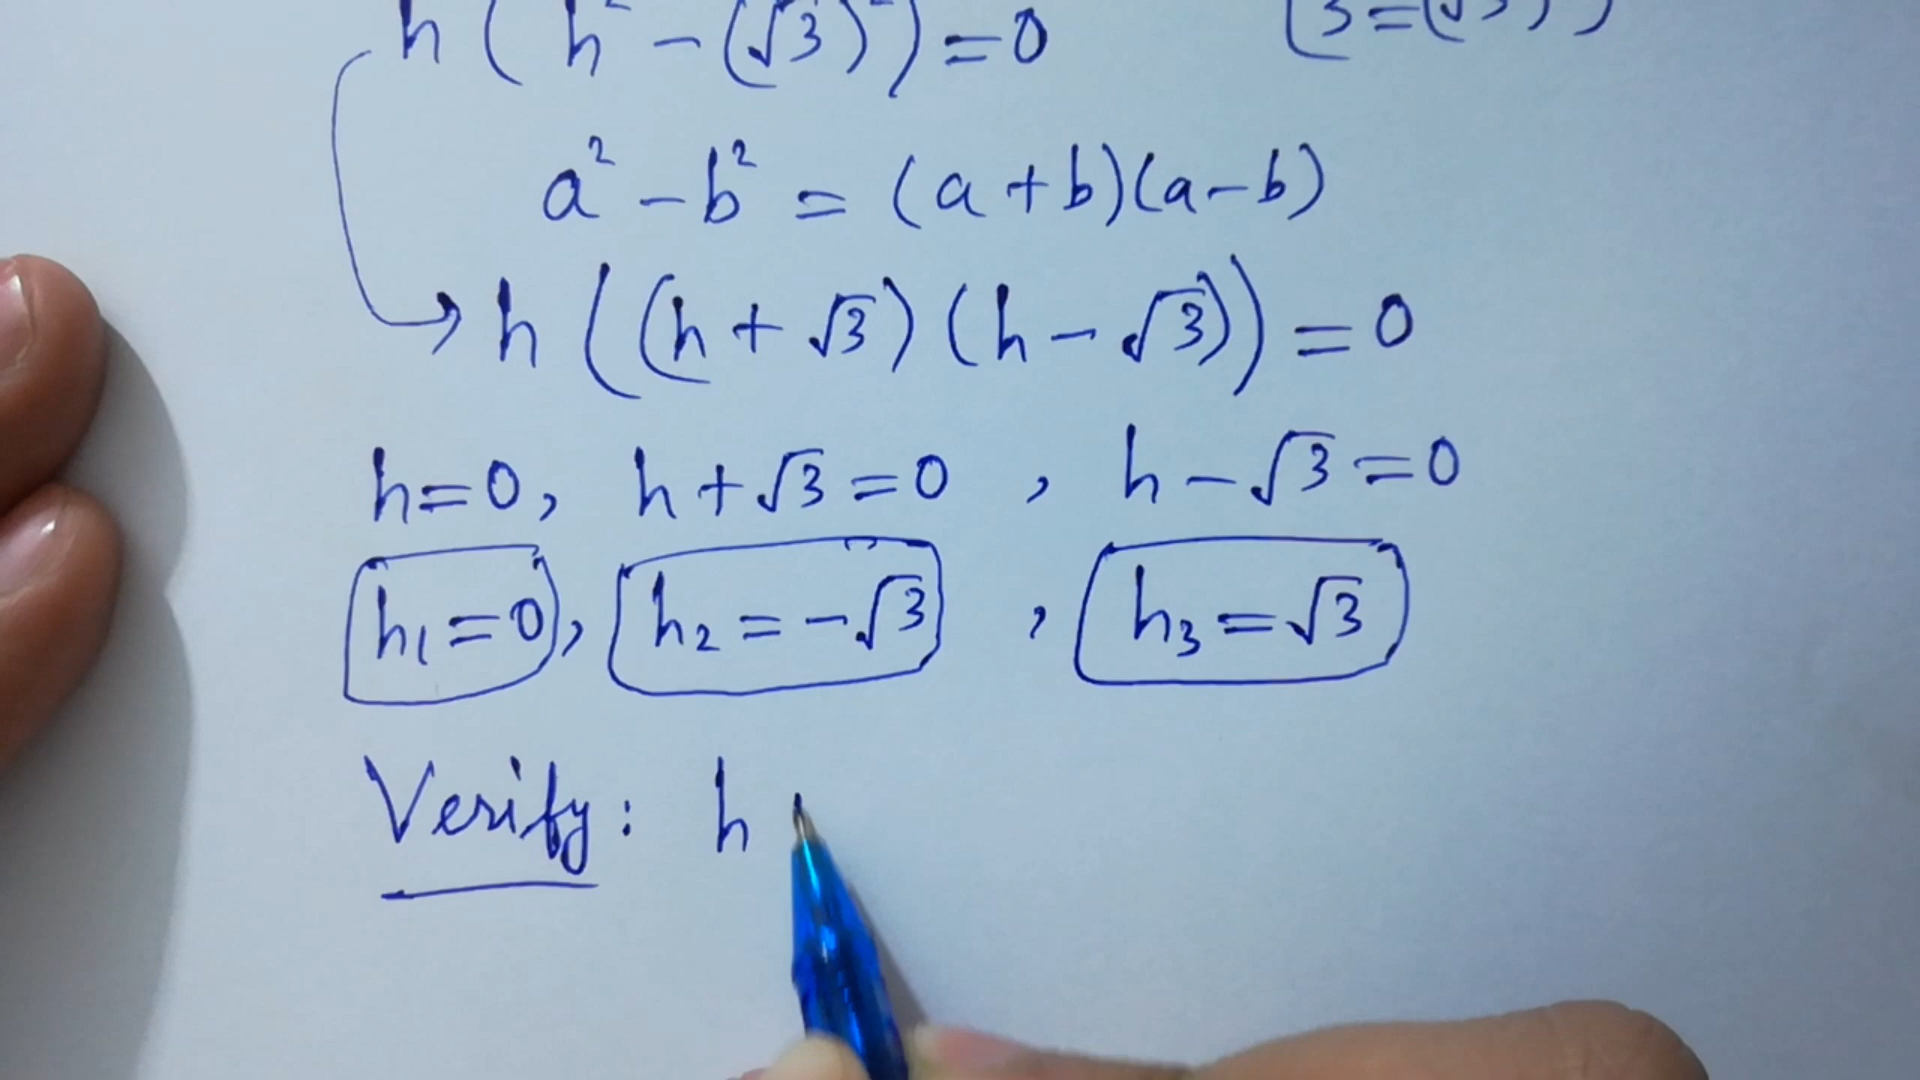 h(h²-(√3)²)=0 (3=(√3)²)
a²-b²=(a+b)(a-b)
h((h+√3)(h-√3))=0
h=0, h+√3=0, h-√3=0
h₁=0, h₂=-√3, h₃=√3
Verify: h